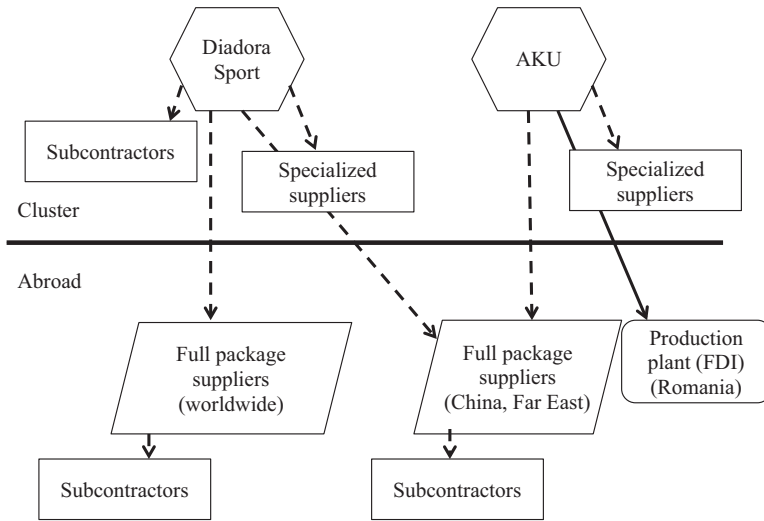 Diadora
Sport
AKU
Subcontractors
Specialized
suppliers
Specialized
suppliers
Cluster
Abroad
Full package
suppliers
(worldwide)
Full package
suppliers
(China, Far East)
Production
plant (FDI)
(Romania)
Subcontractors
Subcontractors